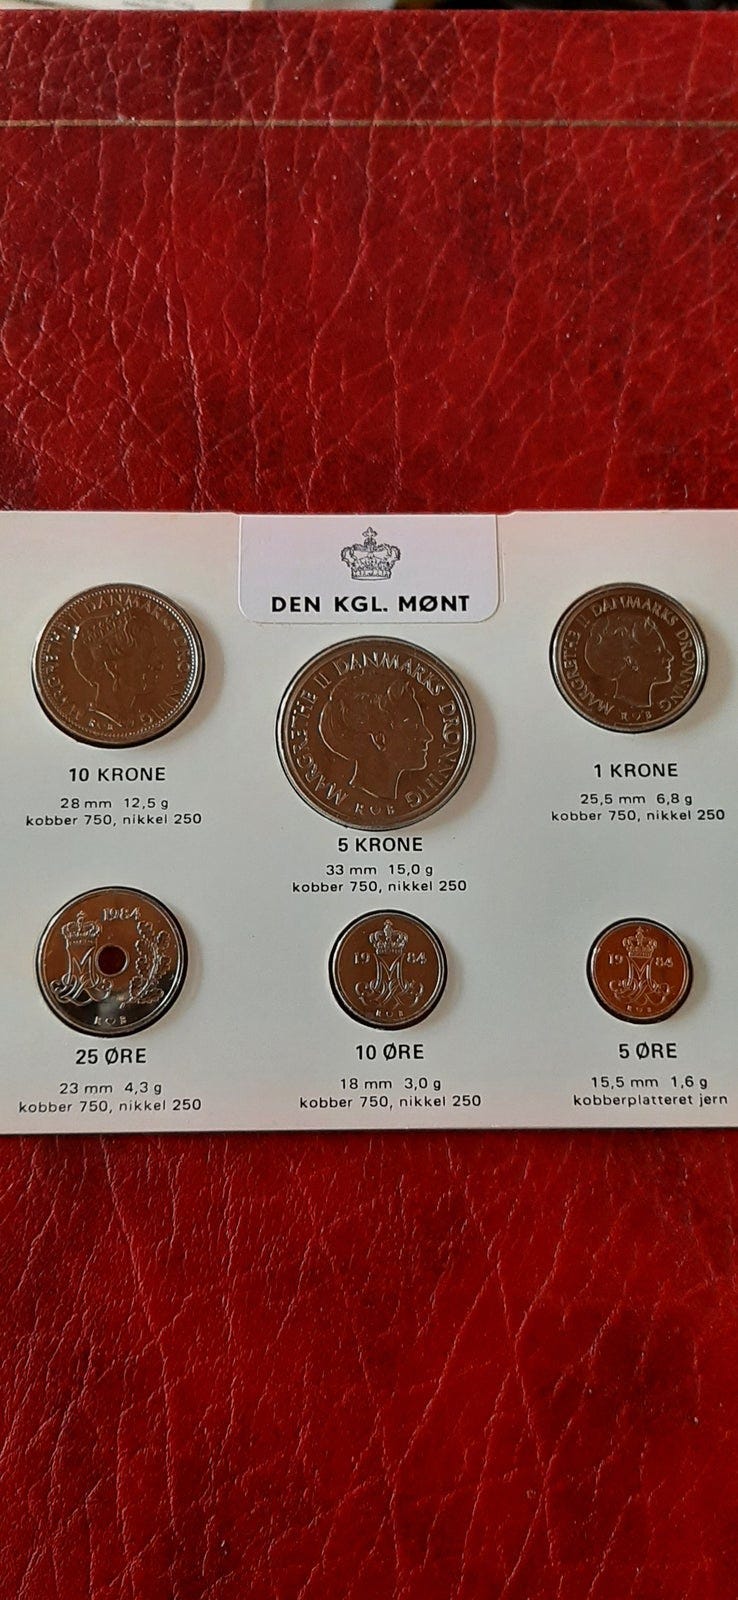 DEN KGL. MØNT
MARGRETHE II DANMARKS DRONNING
R ♡ B
10 KRONE
28 mm 12,5 g
kobber 750, nikkel 250
MARGRETHE II DANMARKS DRONNING
R ♡ B
5 KRONE
33 mm 15,0 g
kobber 750, nikkel 250
MARGRETHE II DANMARKS DRONNING
R ♡ B
1 KRONE
25,5 mm 6,8 g
kobber 750, nikkel 250
1984
R ♡ B
25 ØRE
23 mm 4,3 g
kobber 750, nikkel 250
19 84
R ♡ B
10 ØRE
18 mm 3,0 g
kobber 750, nikkel 250
19 84
R ♡ B
5 ØRE
15,5 mm 1,6 g
kobberplatteret jern